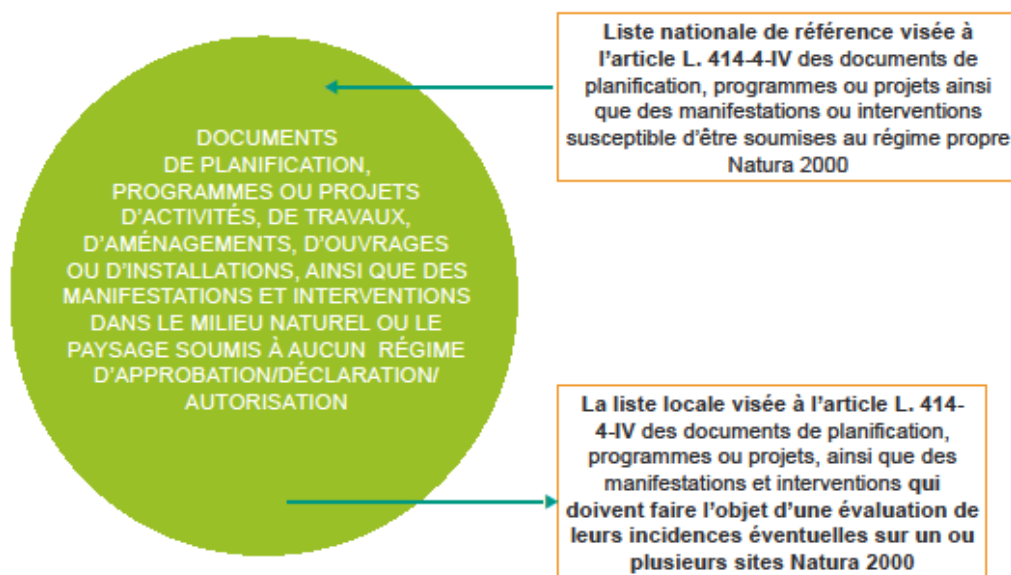 DOCUMENTS
DE PLANIFICATION,
PROGRAMMES OU PROJETS
D'ACTIVITÉS, DE TRAVAUX,
D'AMÉNAGEMENTS, D'OUVRAGES
OU D'INSTALLATIONS, AINSI QUE DES
MANIFESTATIONS ET INTERVENTIONS
DANS LE MILIEU NATUREL OU LE
PAYSAGE SOUMIS À AUCUN RÉGIME
D'APPROBATION/DÉCLARATION/
AUTORISATION
Liste nationale de référence visée à
l'article L. 414-4-IV des documents de
planification, programmes ou projets ainsi
que des manifestations ou interventions
susceptible d'être soumises au régime propre
Natura 2000
La liste locale visée à l'article L. 414-
4-IV des documents de planification,
programmes ou projets, ainsi que des
manifestations et interventions qui
doivent faire l'objet d'une évaluation de
leurs incidences éventuelles sur un ou
plusieurs sites Natura 2000